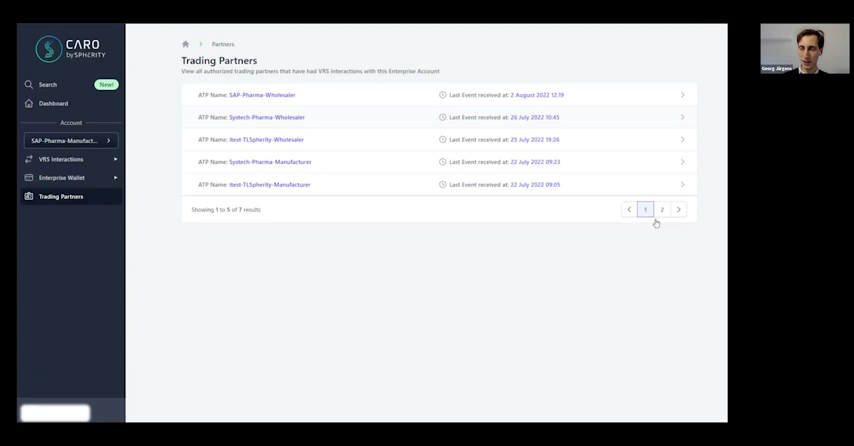 CARO
by SPHERITY
Search
New!
Dashboard
Account
SAP-Pharma-Manufact...
VRS Interactions
Enterprise Wallet
Trading Partners
Partners
Trading Partners
View all authorized trading partners that have had VRS interactions with this Enterprise Account
ATP Name: SAP-Pharma-Wholesaler Last Event received at: 2 August 2022 12:19
ATP Name: Systech-Pharma-Wholesaler Last Event received at: 26 July 2022 10:45
ATP Name: itest-TLSpherity-Wholesaler Last Event received at: 25 July 2022 19:26
ATP Name: Systech-Pharma-Manufacturer Last Event received at: 22 July 2022 09:23
ATP Name: itest-TLSpherity-Manufacturer Last Event received at: 22 July 2022 09:05
Showing 1 to 5 of 7 results
1 2
Georg Jürgens